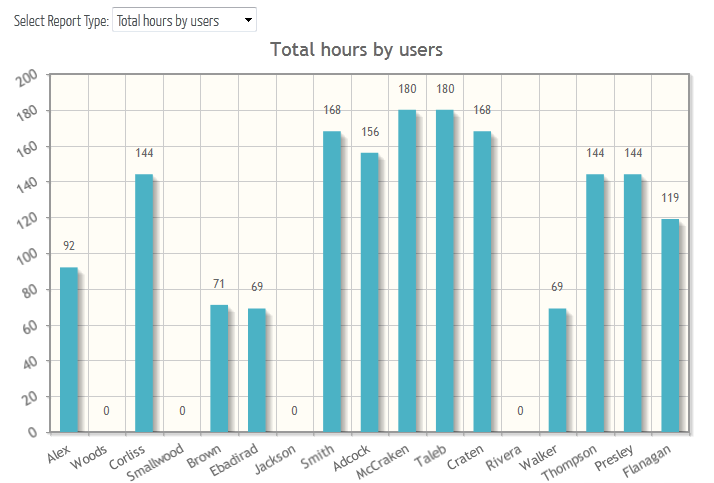 Select Report Type: Total hours by users
Total hours by users
200
180
160
140
120
100
80
60
40
20
0
92
0
144
0
71
69
0
168
156
180
180
168
0
69
144
144
119
Alex
Woods
Corliss
Smallwood
Brown
Ebadirad
Jackson
Smith
Adcock
McCraken
Taleb
Craten
Rivera
Walker
Thompson
Presley
Flanagan